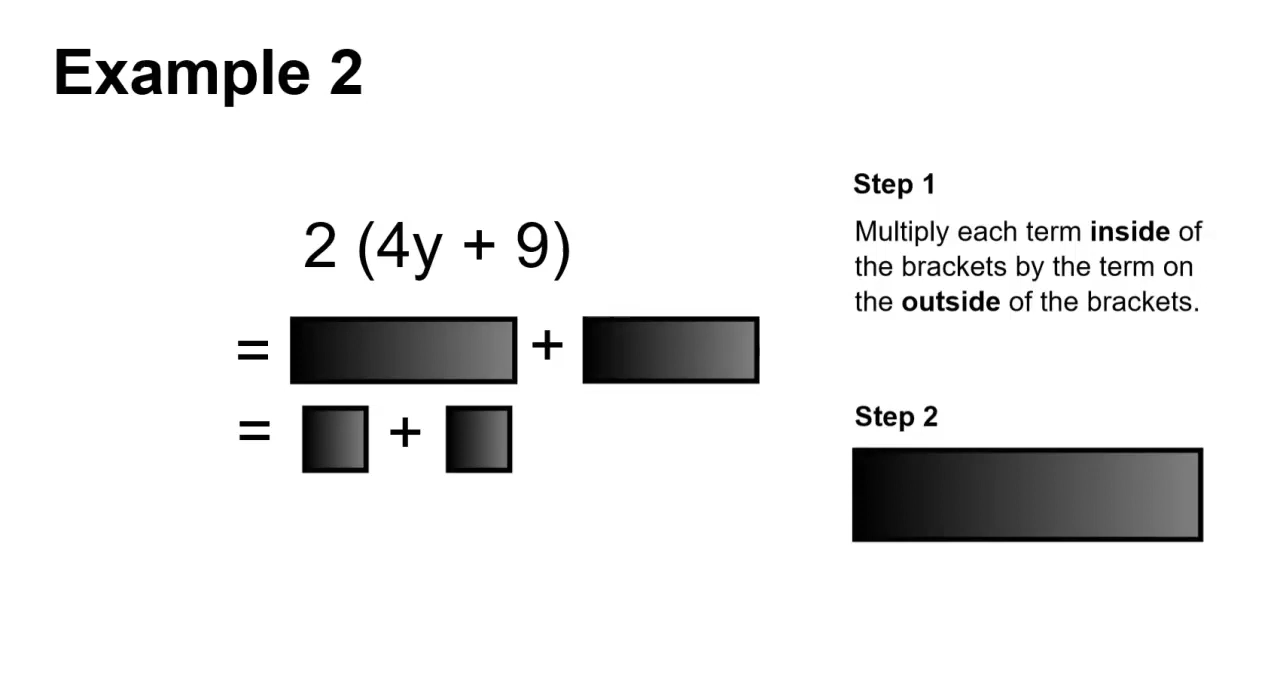 Example 2
2 (4y + 9)
= +
= +
Step 1
Multiply each term inside of
the brackets by the term on
the outside of the brackets.
Step 2